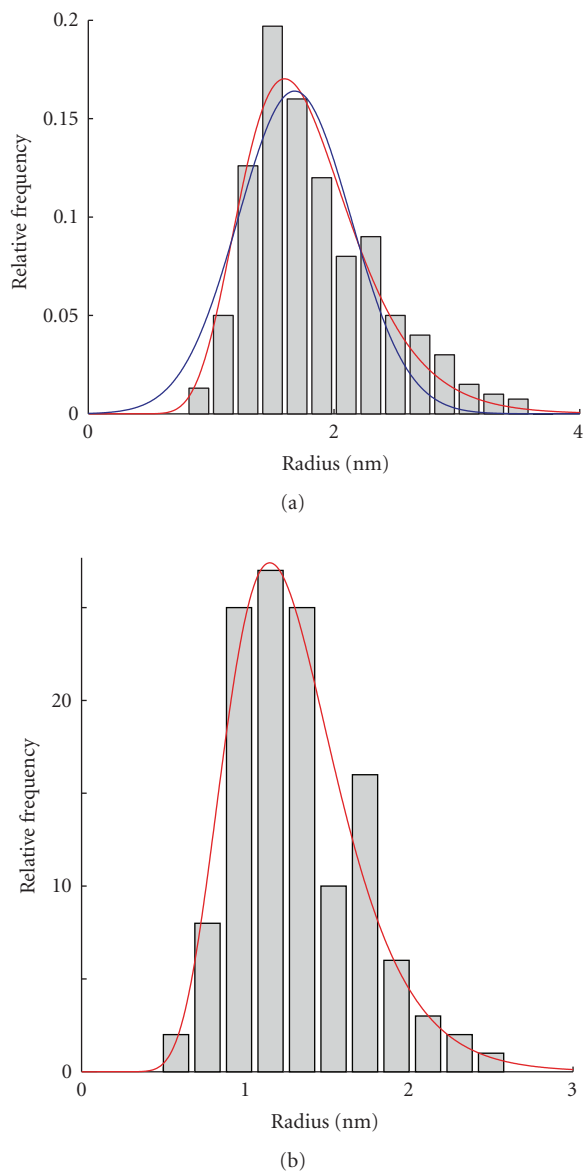 0.2
0.15
0.1
0.05
0
Relative frequency
0 2 4
Radius (nm)
(a)
20
10
0
Relative frequency
0 1 2 3
Radius (nm)
(b)